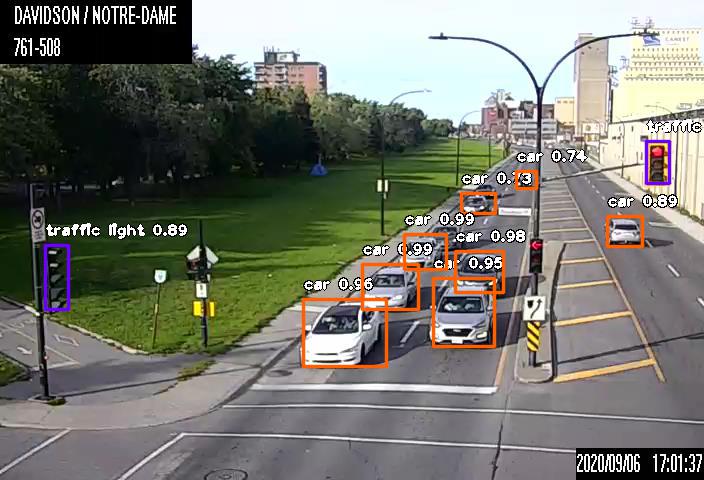 DAVIDSON / NOTRE-DAME
761-508
traffic
car 0.74
car 0.73
car 0.89
car 0.99
traffic light 0.89
car 0.98
car 0.99
car 0.95
car 0.96
2020/09/06 17:01:37